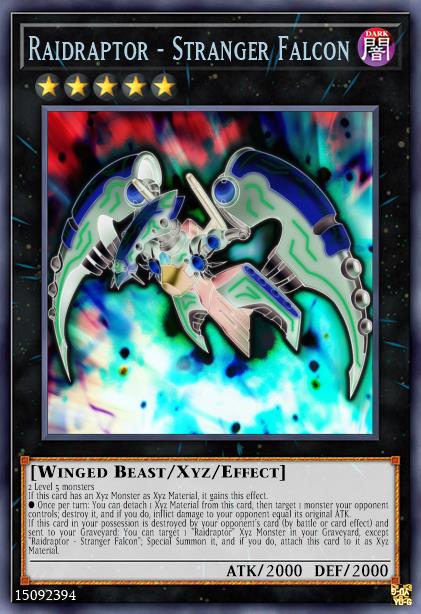 Raidraptor - Stranger Falcon
DARK
闇
[Winged Beast/Xyz/Effect]
2 Level 5 monsters
If this card has an Xyz Monster as Xyz Material, it gains this effect.
● Once per turn: You can detach 1 Xyz Material from this card, then target 1 monster your opponent
controls; destroy it, and if you do, inflict damage to your opponent equal its original ATK.
If this card in your possession is destroyed by your opponent's card (by battle or card effect) and
sent to your Graveyard: You can target 1 "Raidraptor" Xyz Monster in your Graveyard, except
"Raidraptor - Stranger Falcon"; Special Summon it, and if you do, attach this card to it as Xyz
Material.
ATK/2000 DEF/2000
15092394